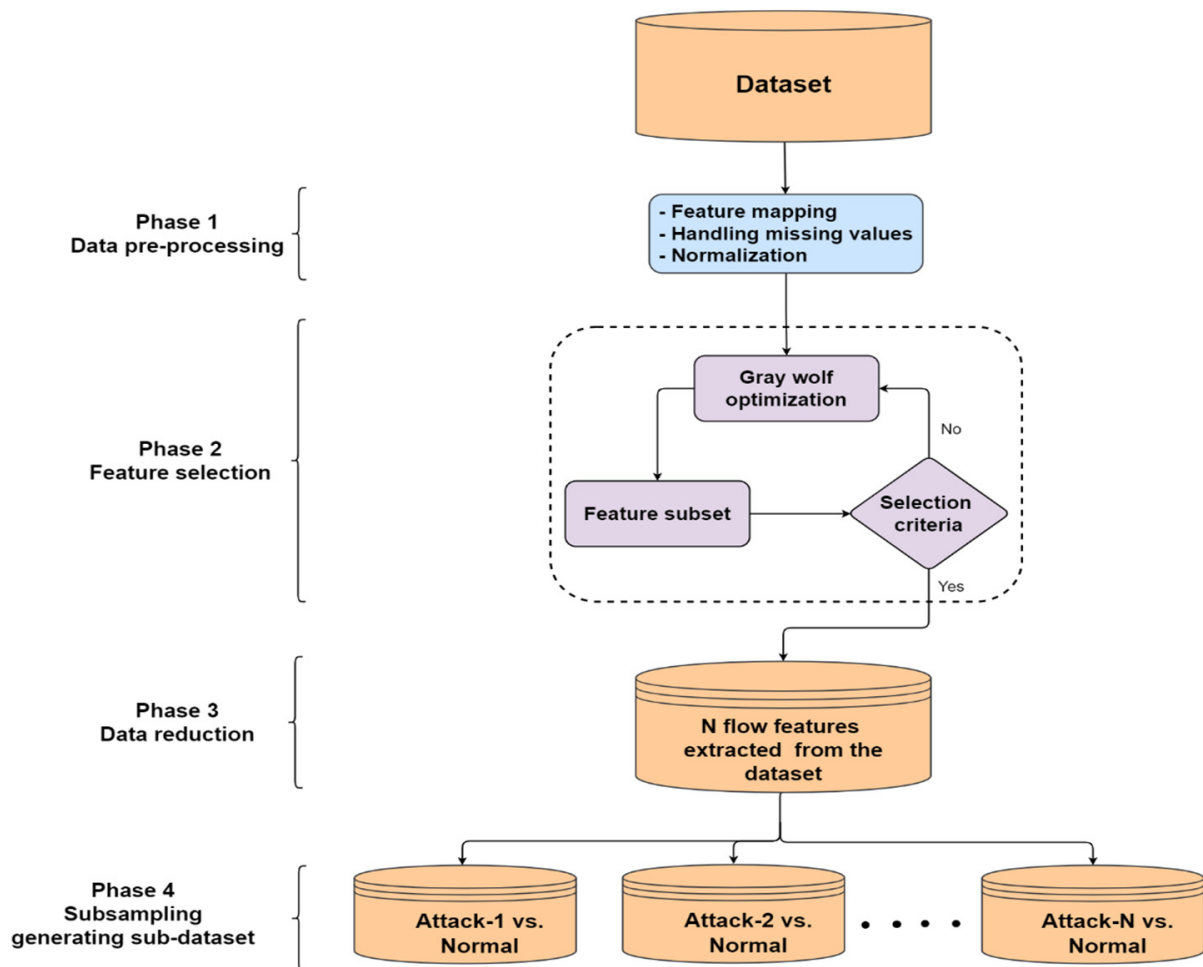 Dataset
Phase 1
Data pre-processing
- Feature mapping
- Handling missing values
- Normalization
Phase 2
Feature selection
Gray wolf
optimization
No
Feature subset
Selection
criteria
Yes
Phase 3
Data reduction
N flow features
extracted from the
dataset
Phase 4
Subsampling
generating sub-dataset
Attack-1 vs.
Normal
Attack-2 vs.
Normal
Attack-N vs.
Normal